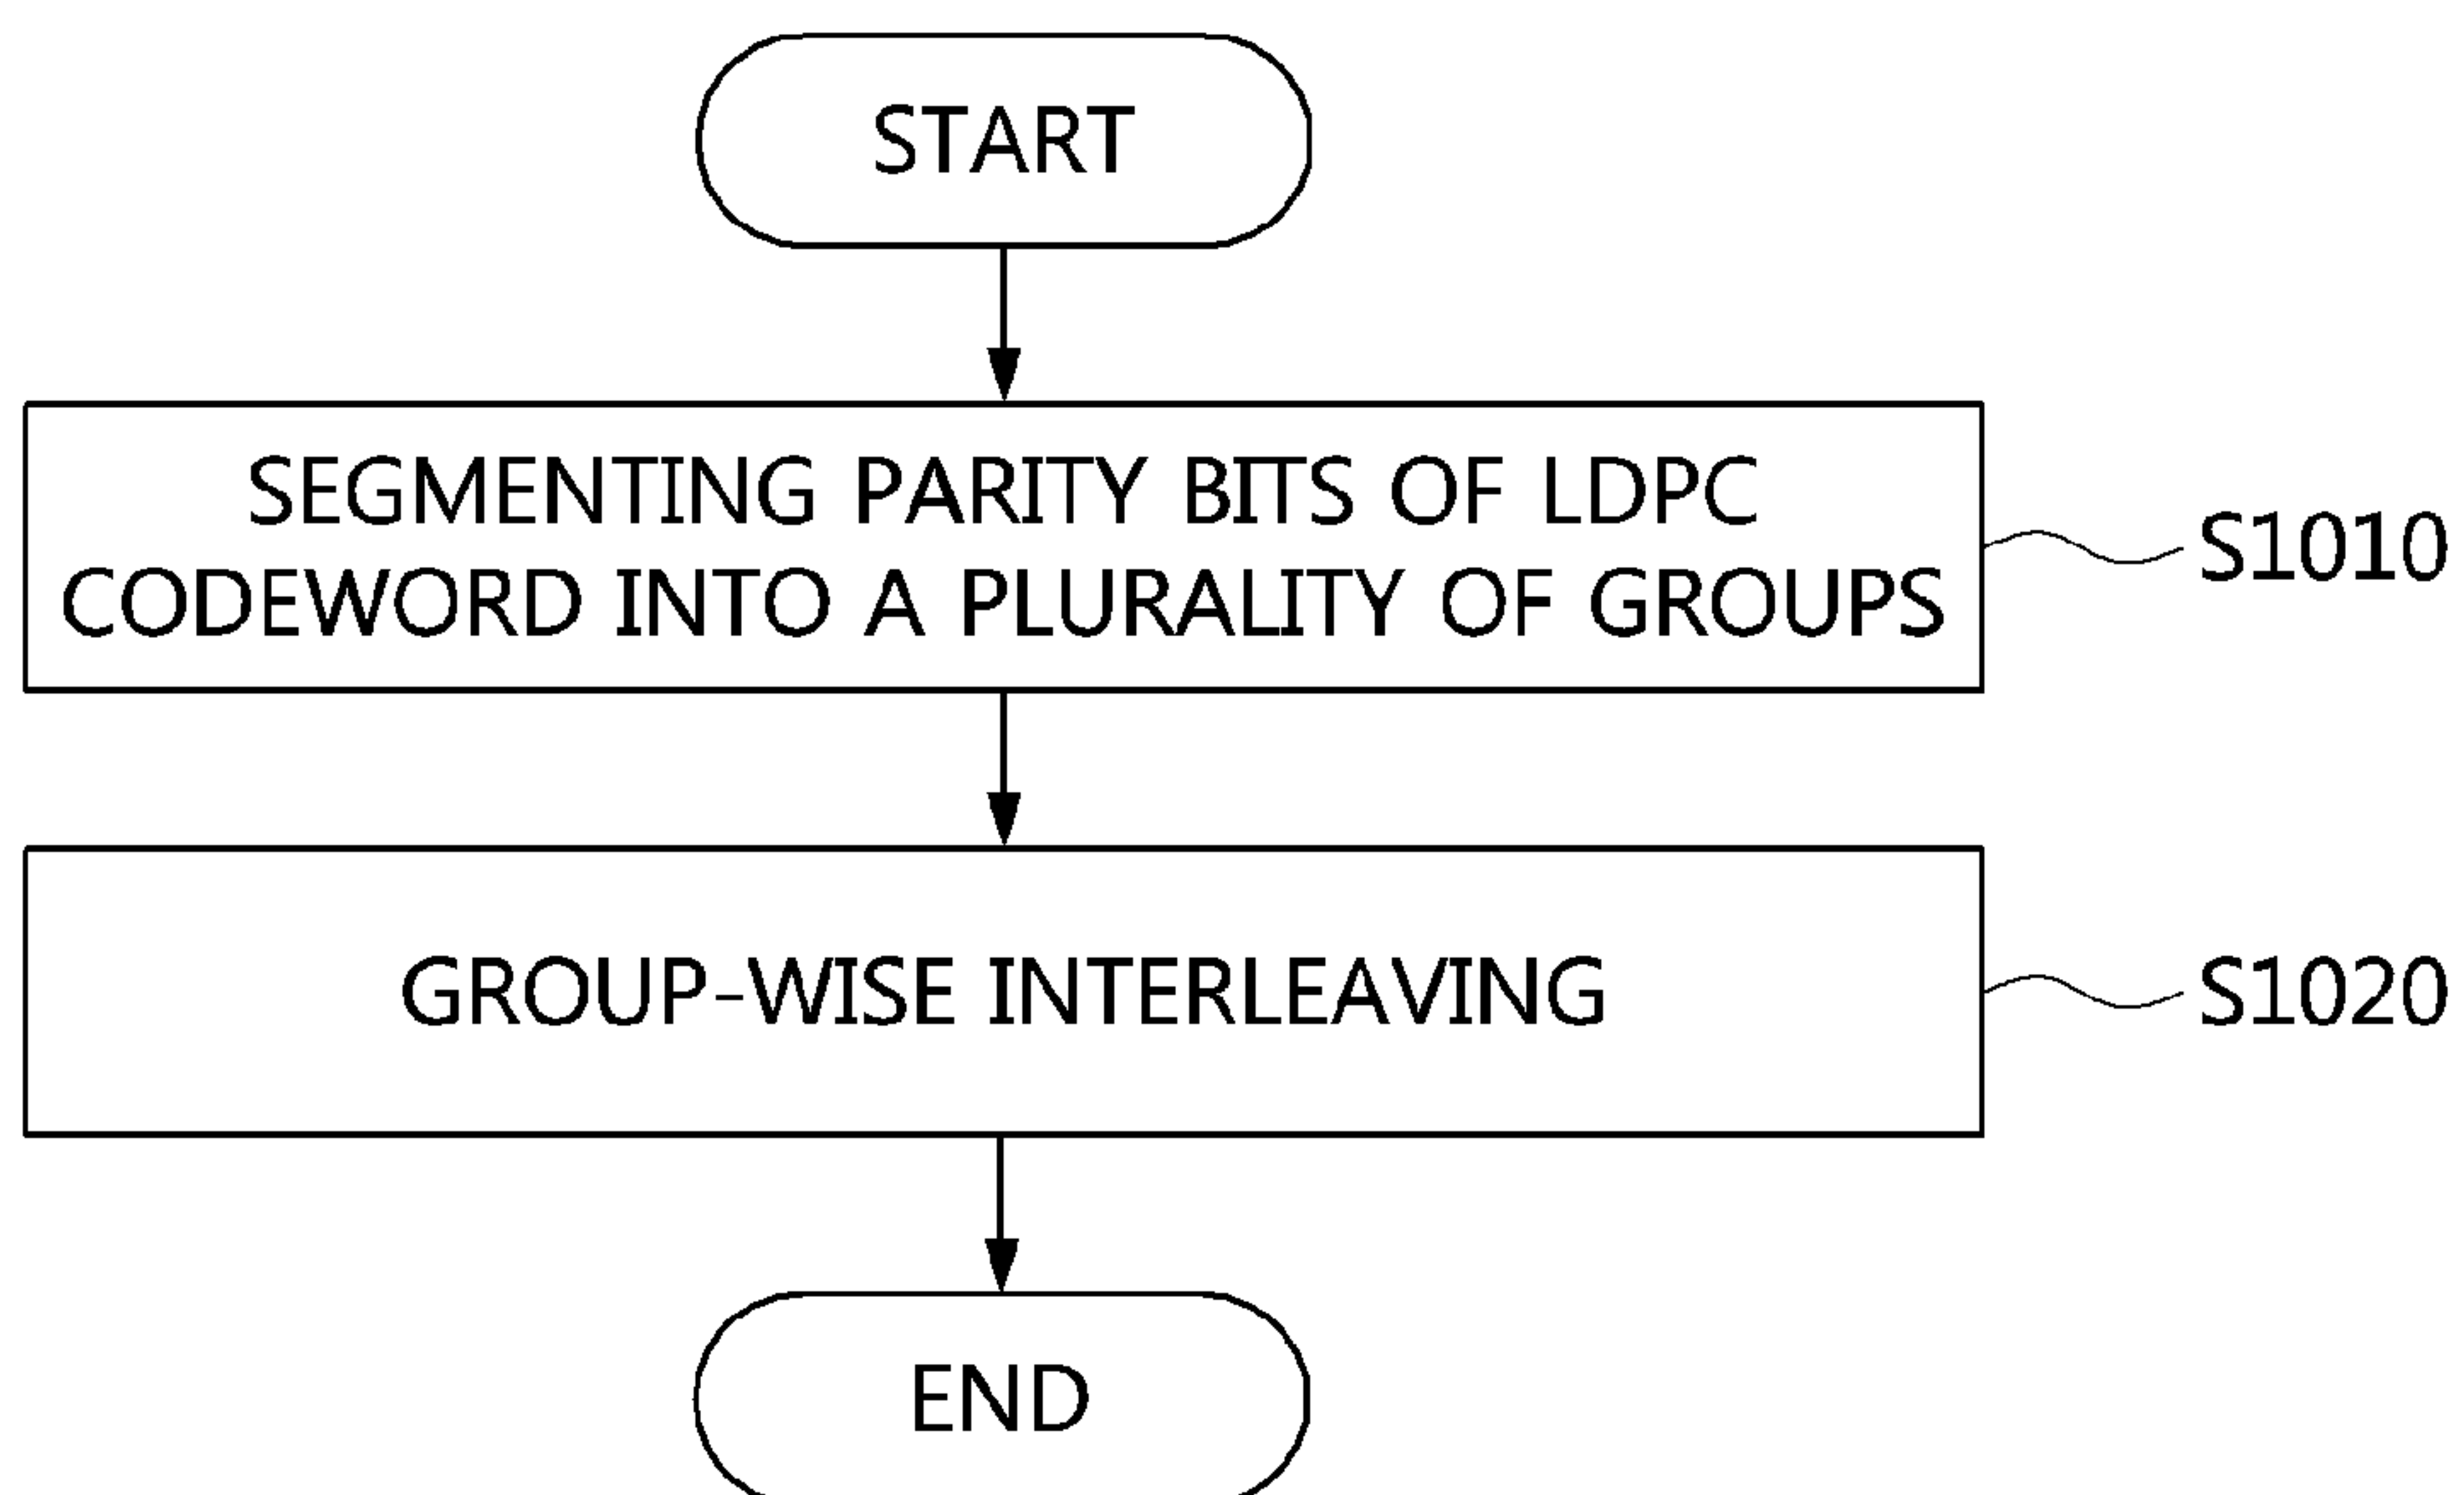 START
SEGMENTING PARITY BITS OF LDPC
CODEWORD INTO A PLURALITY OF GROUPS
S1010
GROUP-WISE INTERLEAVING
S1020
END